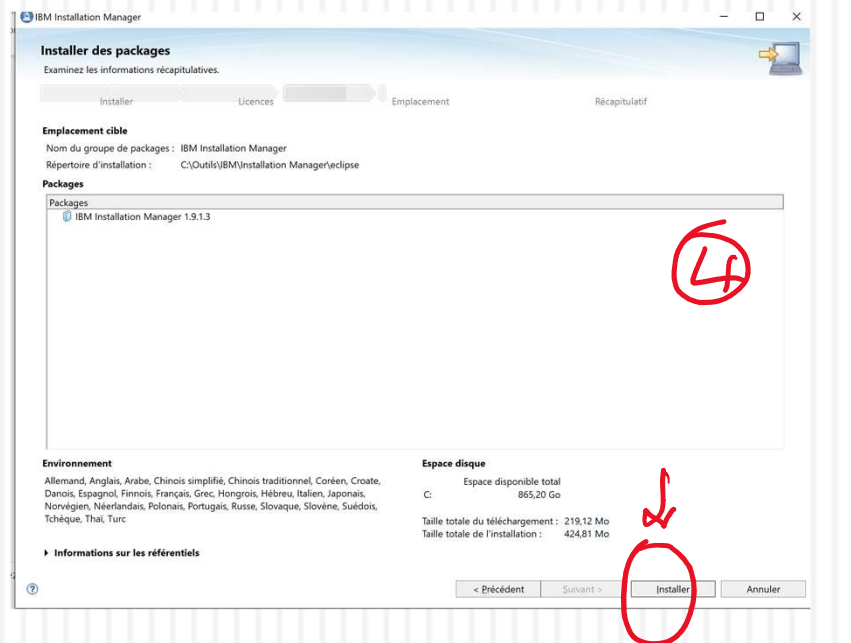 IBM Installation Manager
Installer des packages
Examinez les informations récapitulatives.
Installer
Licences
Emplacement
Récapitulatif
Emplacement cible
Nom du groupe de packages : IBM Installation Manager
Répertoire d'installation : C:\Outils\IBM\Installation Manager\eclipse
Packages
Packages
IBM Installation Manager 1.9.1.3
4
Environnement
Allemand, Anglais, Arabe, Chinois simplifié, Chinois traditionnel, Coréen, Croate,
Danois, Espagnol, Finnois, Français, Grec, Hongrois, Hébreu, Italien, Japonais,
Norvégien, Néerlandais, Polonais, Portugais, Russe, Slovaque, Slovène, Suédois,
Tchèque, Thaï, Turc
Espace disque
Espace disponible total
C: 865,20 Go
Taille totale du téléchargement : 219,12 Mo
Taille totale de l'installation : 424,81 Mo
Informations sur les référentiels
?
< Précédent
Suivant >
Installer
Annuler